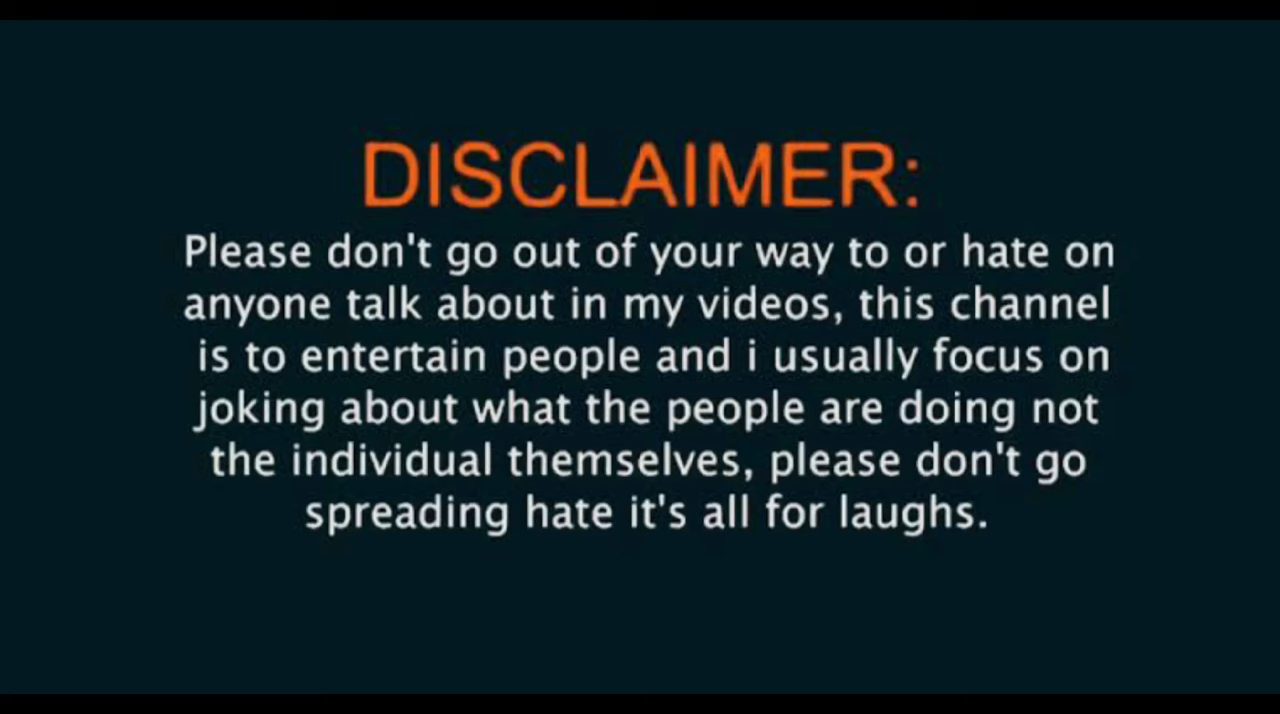 DISCLAIMER:
Please don't go out of your way to or hate on
anyone talk about in my videos, this channel
is to entertain people and i usually focus on
joking about what the people are doing not
the individual themselves, please don't go
spreading hate it's all for laughs.